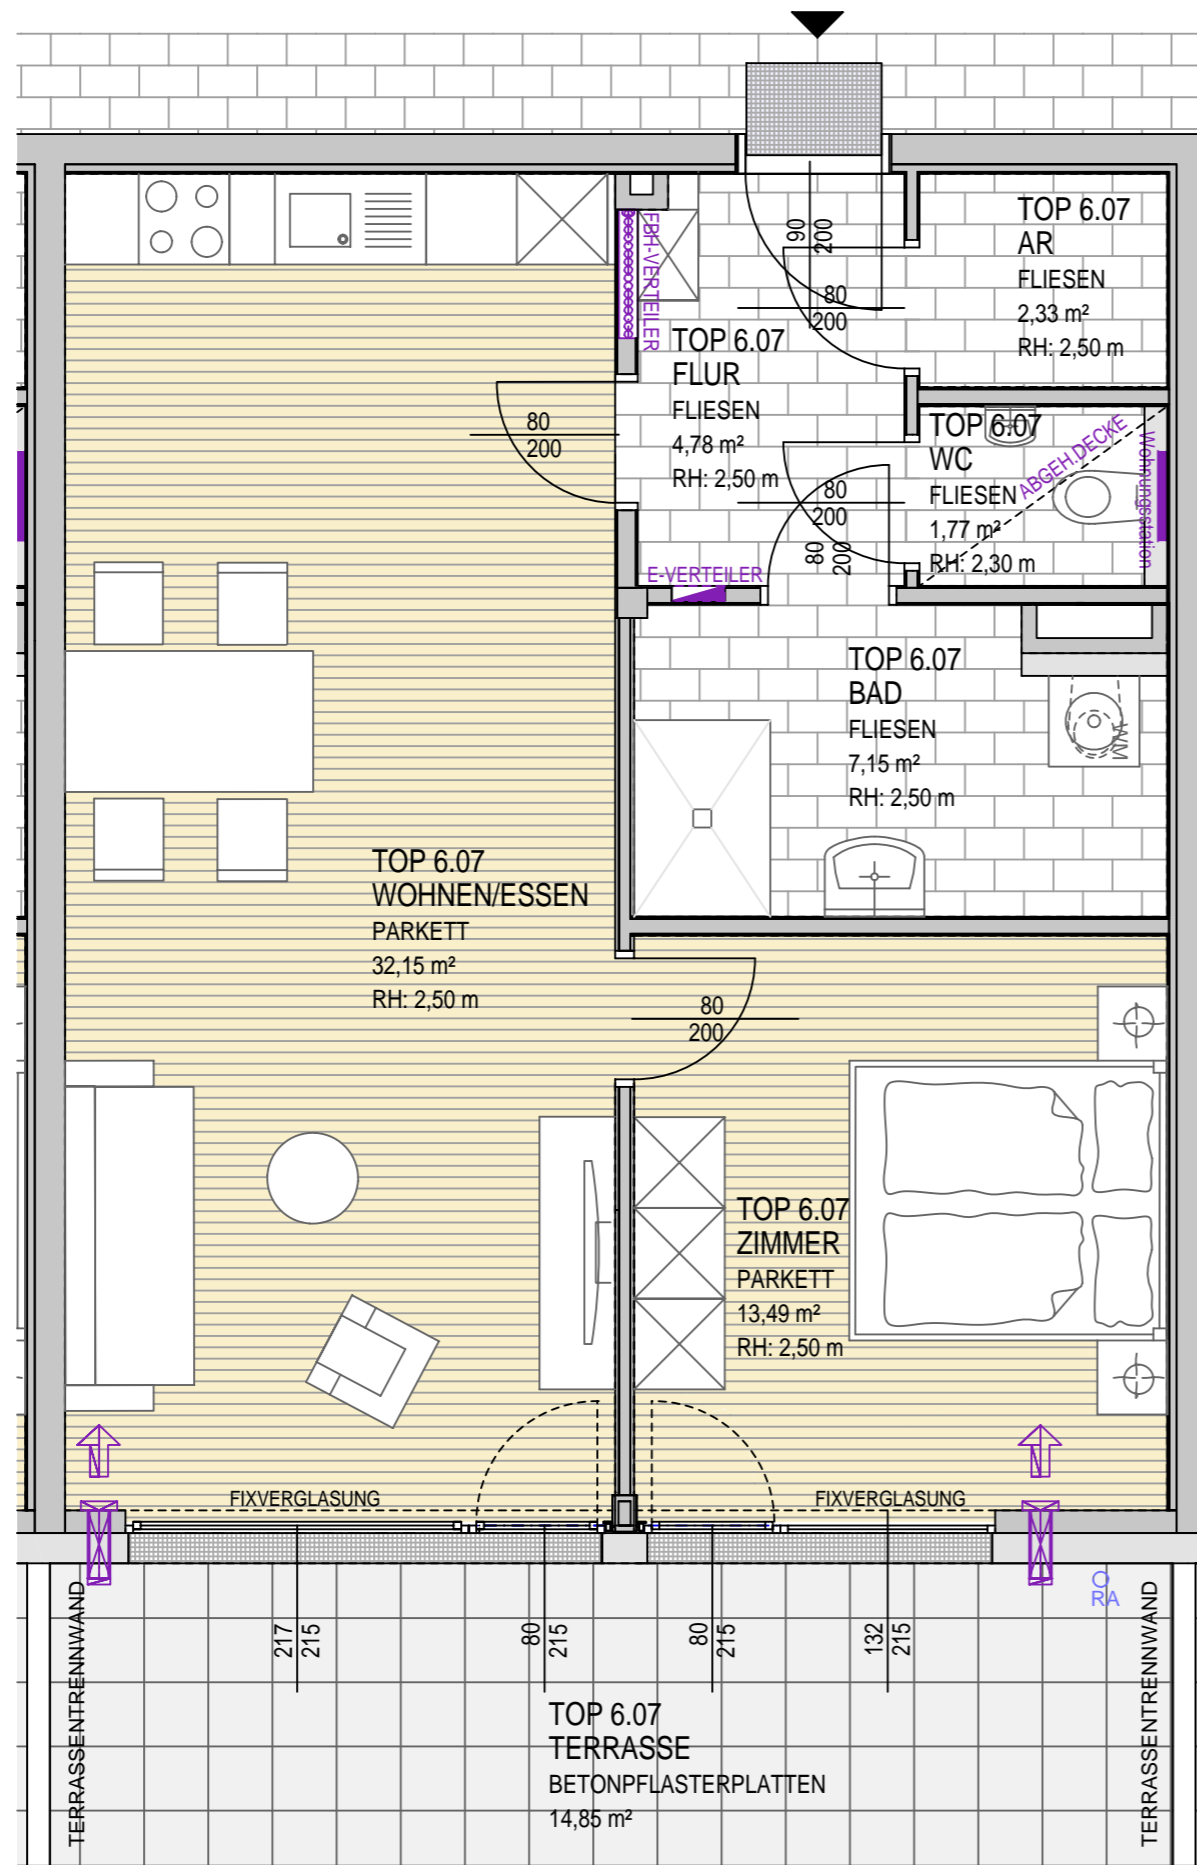 90
200
80
200
TOP 6.07
AR
FLIESEN
2,33 m²
RH: 2,50 m
FBH-VERTEILER
TOP 6.07
FLUR
FLIESEN
4,78 m²
RH: 2,50 m
80
200
TOP 6.07
WC
FLIESEN
1,77 m²
RH: 2,30 m
ABGEH.DECKE
Wohnungsstation
80
200
80
200
E-VERTEILER
TOP 6.07
BAD
FLIESEN
7,15 m²
RH: 2,50 m
WM
TOP 6.07
WOHNEN/ESSEN
PARKETT
32,15 m²
RH: 2,50 m
80
200
TOP 6.07
ZIMMER
PARKETT
13,49 m²
RH: 2,50 m
FIXVERGLASUNG
FIXVERGLASUNG
TERRASSENTRENNWAND
217
215
80
215
80
215
132
215
RA
TERRASSENTRENNWAND
TOP 6.07
TERRASSE
BETONPFLASTERPLATTEN
14,85 m²